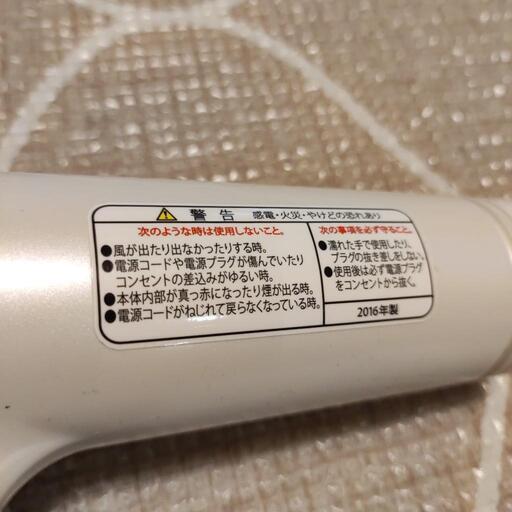 警告 感電・火災・やけどの恐れあり
次のような時は使用しないこと。
●風が出たり出なかったりする時。
●電源コードや電源プラグが傷んでいたり
コンセントの差込みがゆるい時。
●本体内部が真っ赤になったり煙が出る時。
●電源コードがねじれて戻らなくなっている時。
次の事項を必ず守ること。
●濡れた手で使用したり、
プラグの抜き差しをしない。
●使用後は必ず電源プラグ
をコンセントから抜く。
2016年製